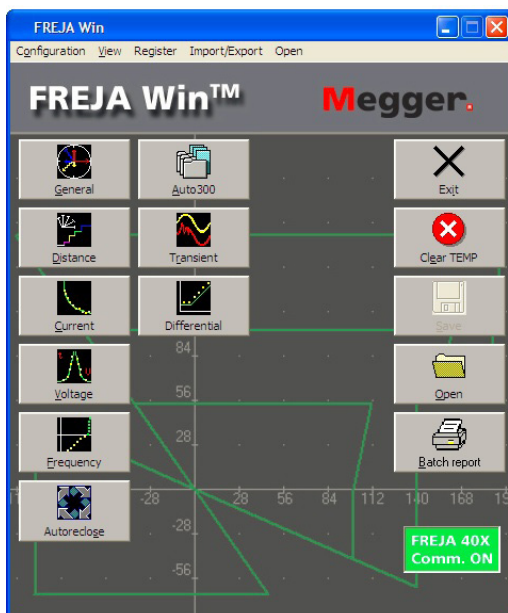 FREJA Win
Configuration View Register Import/Export Open
FREJA Win™ Megger.
General Auto300 Exit
Distance Transient Clear TEMP
Current Differential Save
84
Voltage Open
56
28
Frequency Batch report
-28 28 56 84 112 140 168
Autoreclose
-28
FREJA 40X
Comm. ON
-56